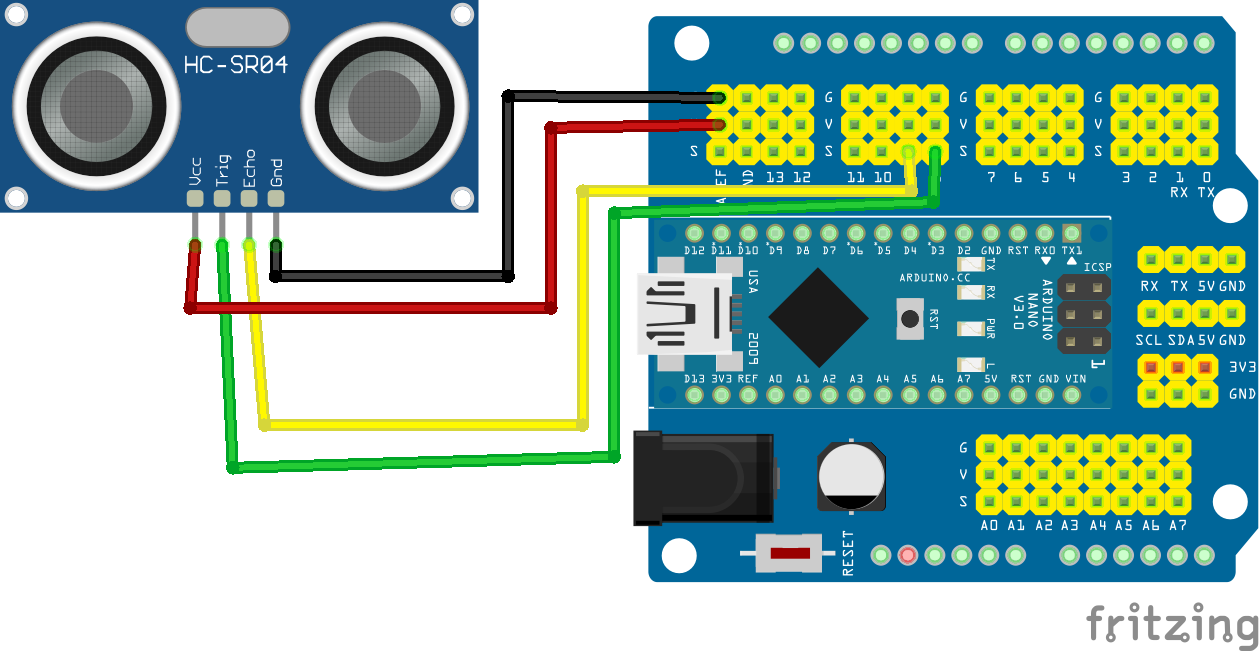 HC-SR04
Vcc Trig Echo Gnd
G G G G
V V V V
S S S S
13 12 11 10 7 6 5 4 3 2 1 0
RX TX
D12 D11 D10 D9 D8 D7 D6 D5 D4 D3 D2 GND RST RX0 TX1
ARDUINO.CC
TX
RX
PWR
L
RST
ARDUINO
NANO
V3.0
ICSP
1
USA
D13 3V3 REF A0 A1 A2 A3 A4 A5 A6 A7 5V RST GND VIN
RX TX 5V GND
SCL SDA 5V GND
3V3
GND
G
V
S
A0 A1 A2 A3 A4 A5 A6 A7
RESET
fritzing